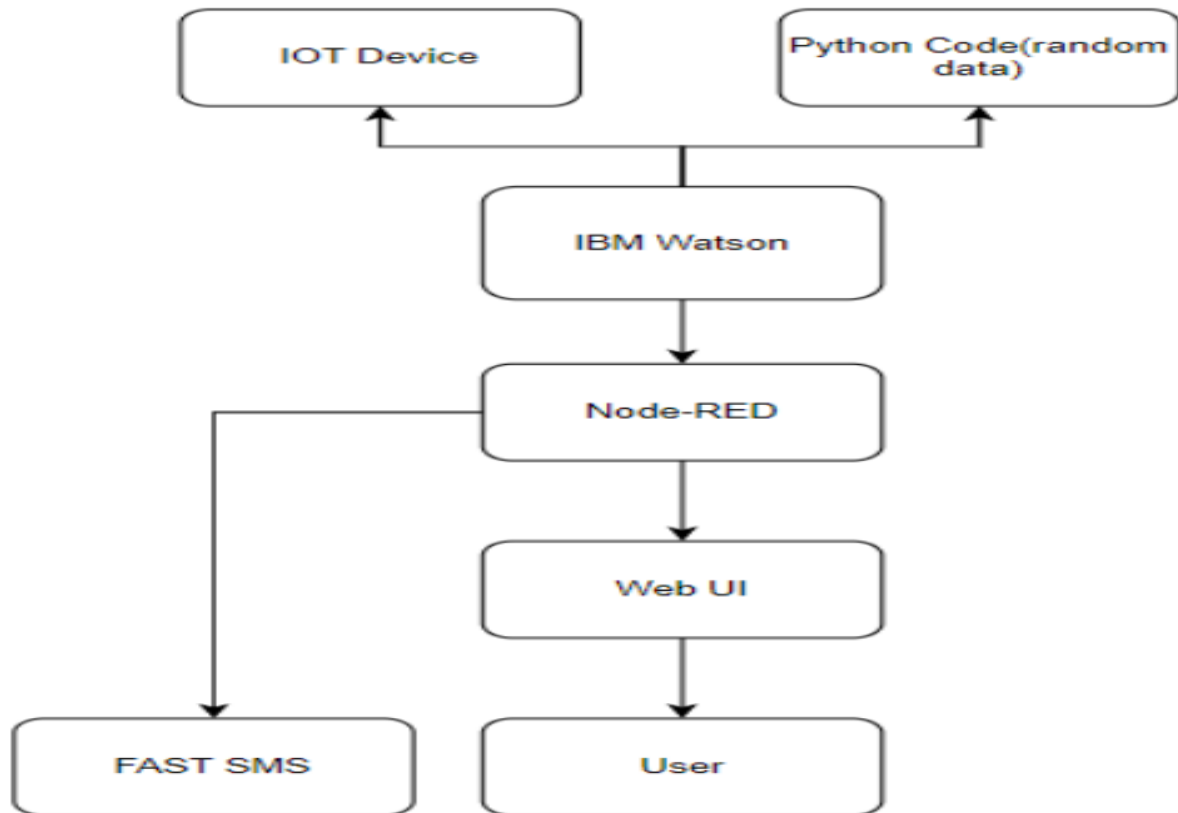 IOT Device
Python Code(random
data)
IBM Watson
Node-RED
Web UI
FAST SMS
User